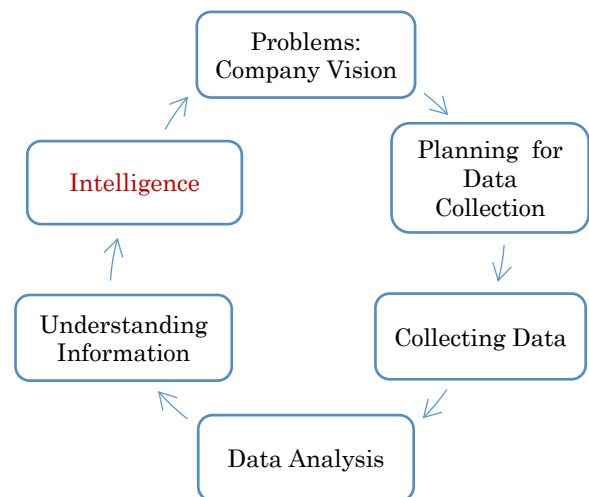 Problems:
Company Vision
Planning for
Data
Collection
Collecting Data
Data Analysis
Understanding
Information
Intelligence